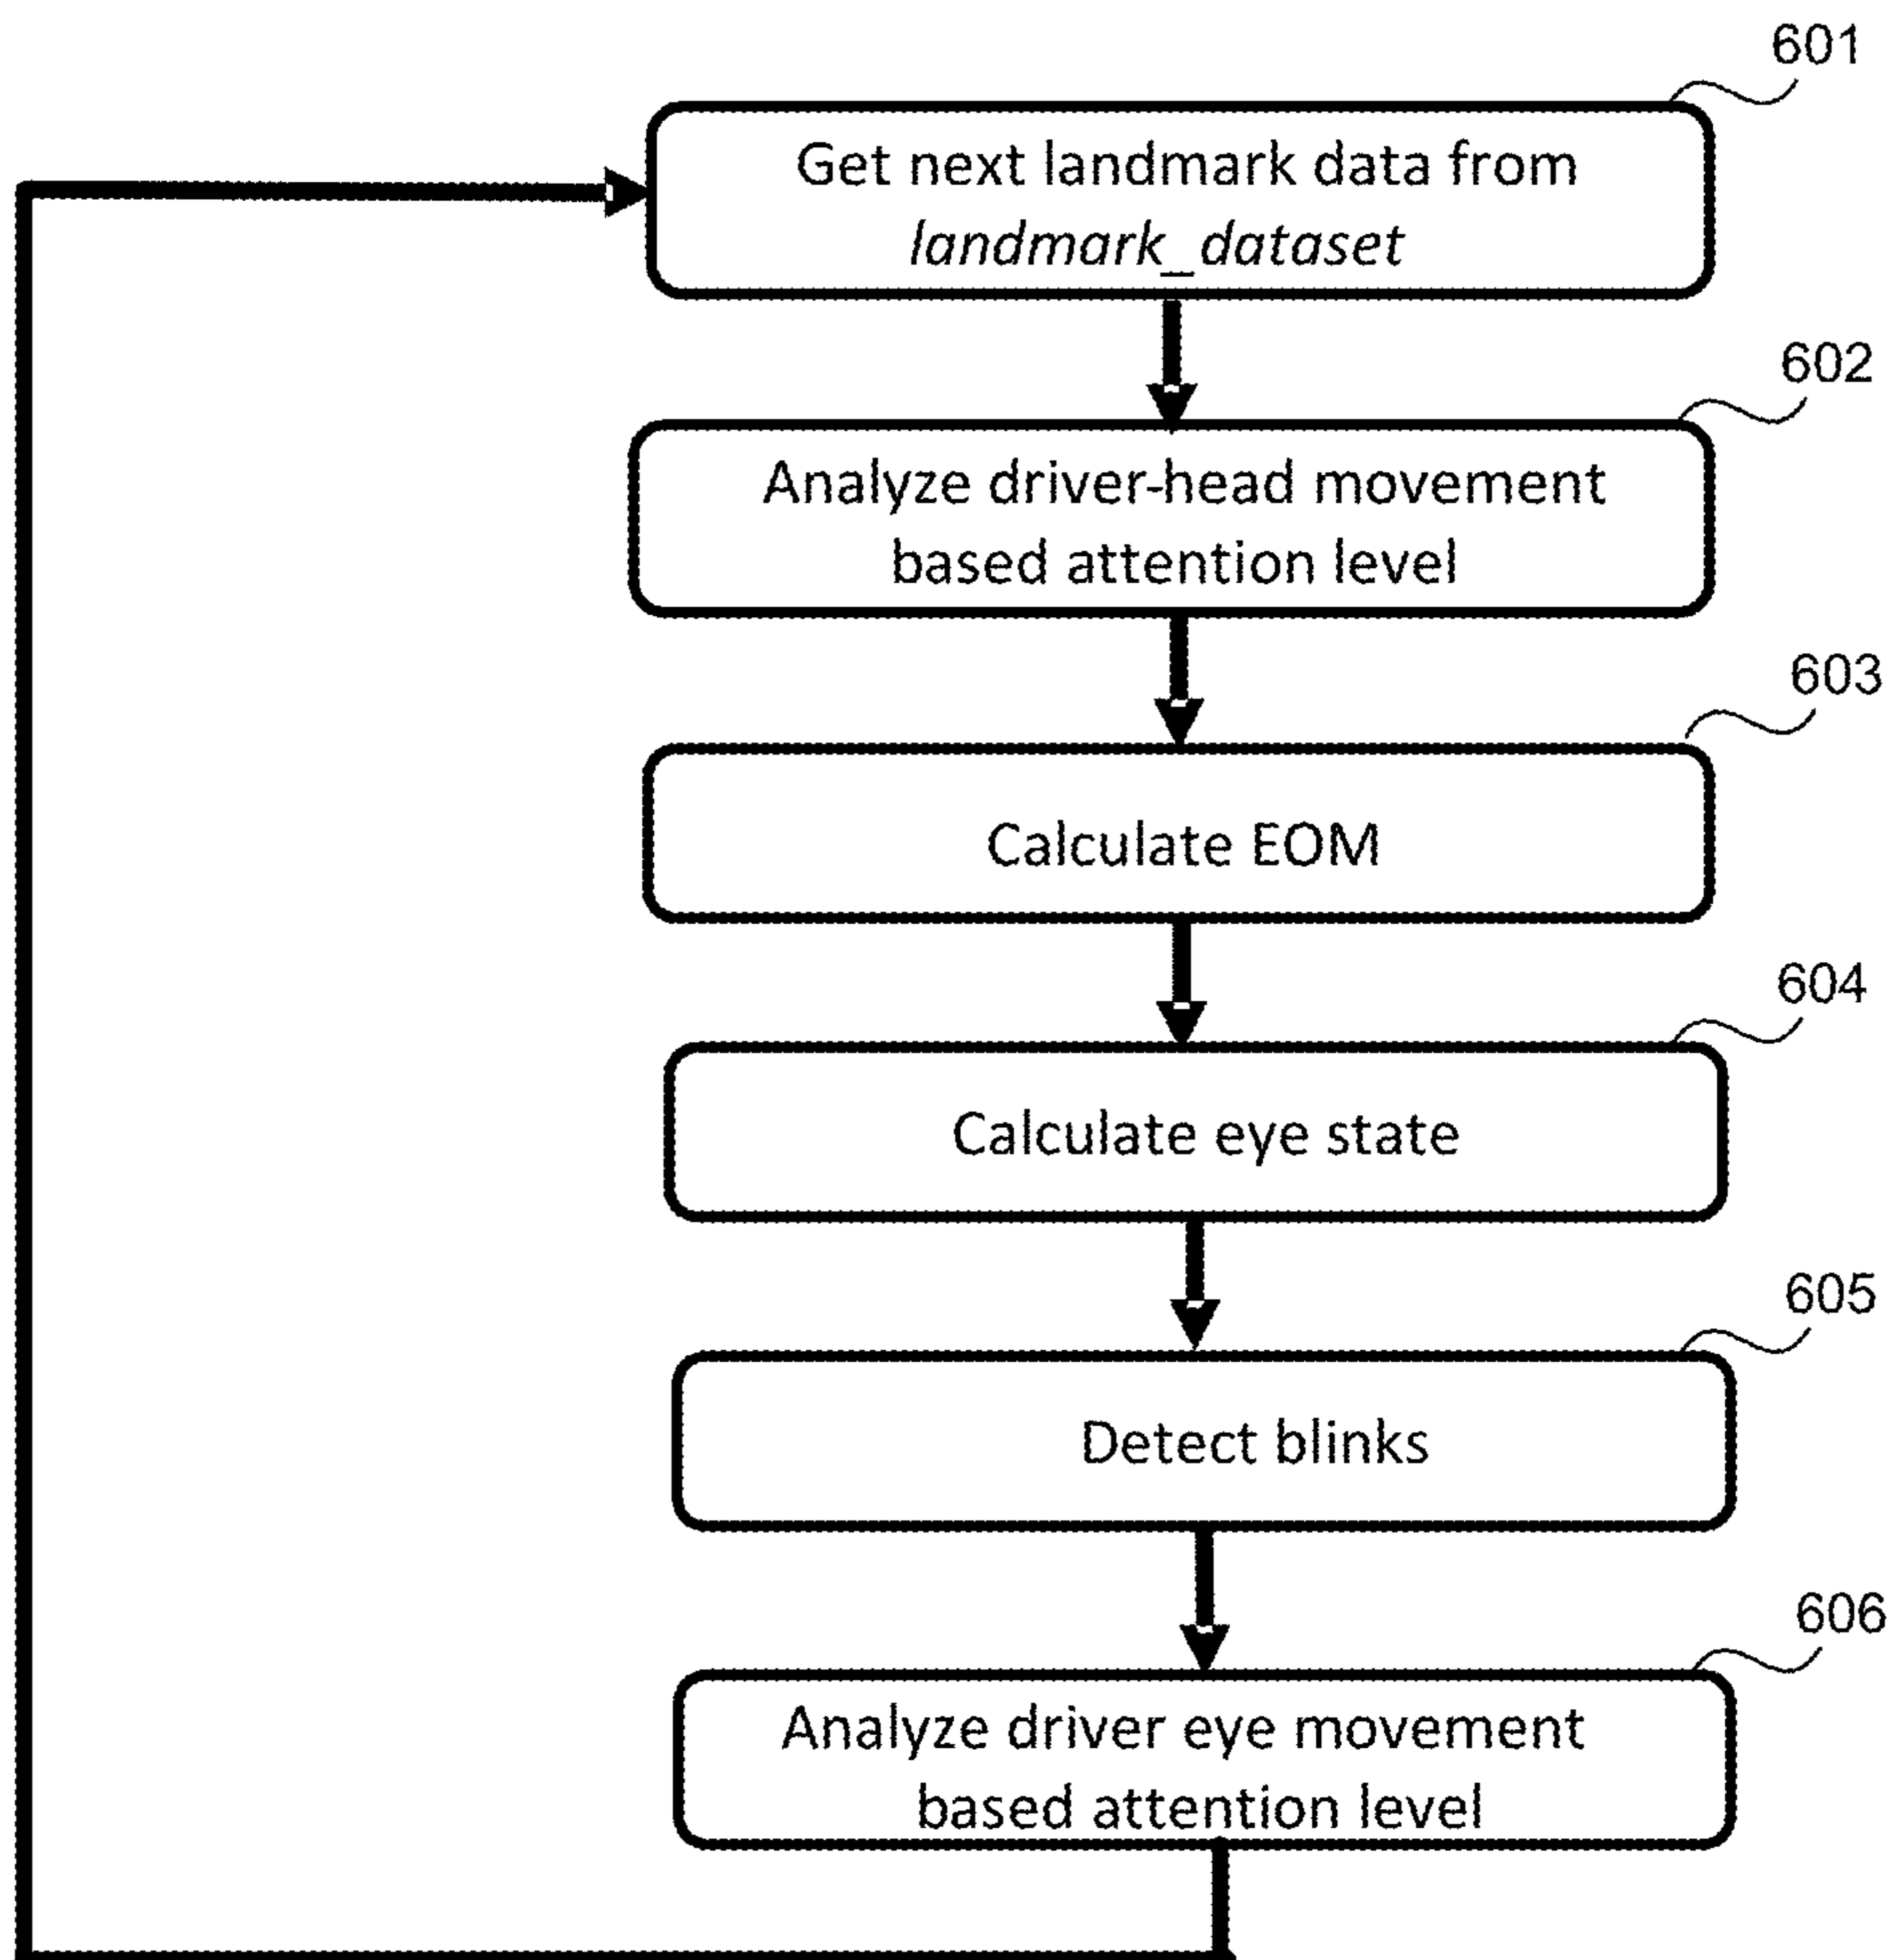 601
Get next landmark data from
landmark_dataset
602
Analyze driver-head movement
based attention level
603
Calculate EOM
604
Calculate eye state
605
Detect blinks
606
Analyze driver eye movement
based attention level